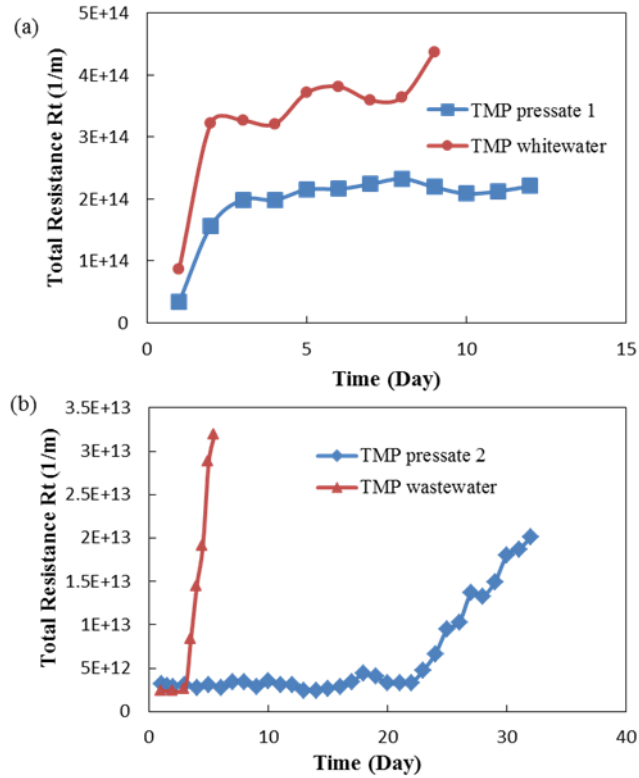 (a)
5E+14
4E+14
3E+14
2E+14
1E+14
0
Total Resistance Rt (1/m)
TMP pressate 1
TMP whitewater
0 5 10 15
Time (Day)
(b)
3.5E+13
3E+13
2.5E+13
2E+13
1.5E+13
1E+13
5E+12
0
Total Resistance Rt (1/m)
TMP pressate 2
TMP wastewater
0 10 20 30 40
Time (Day)